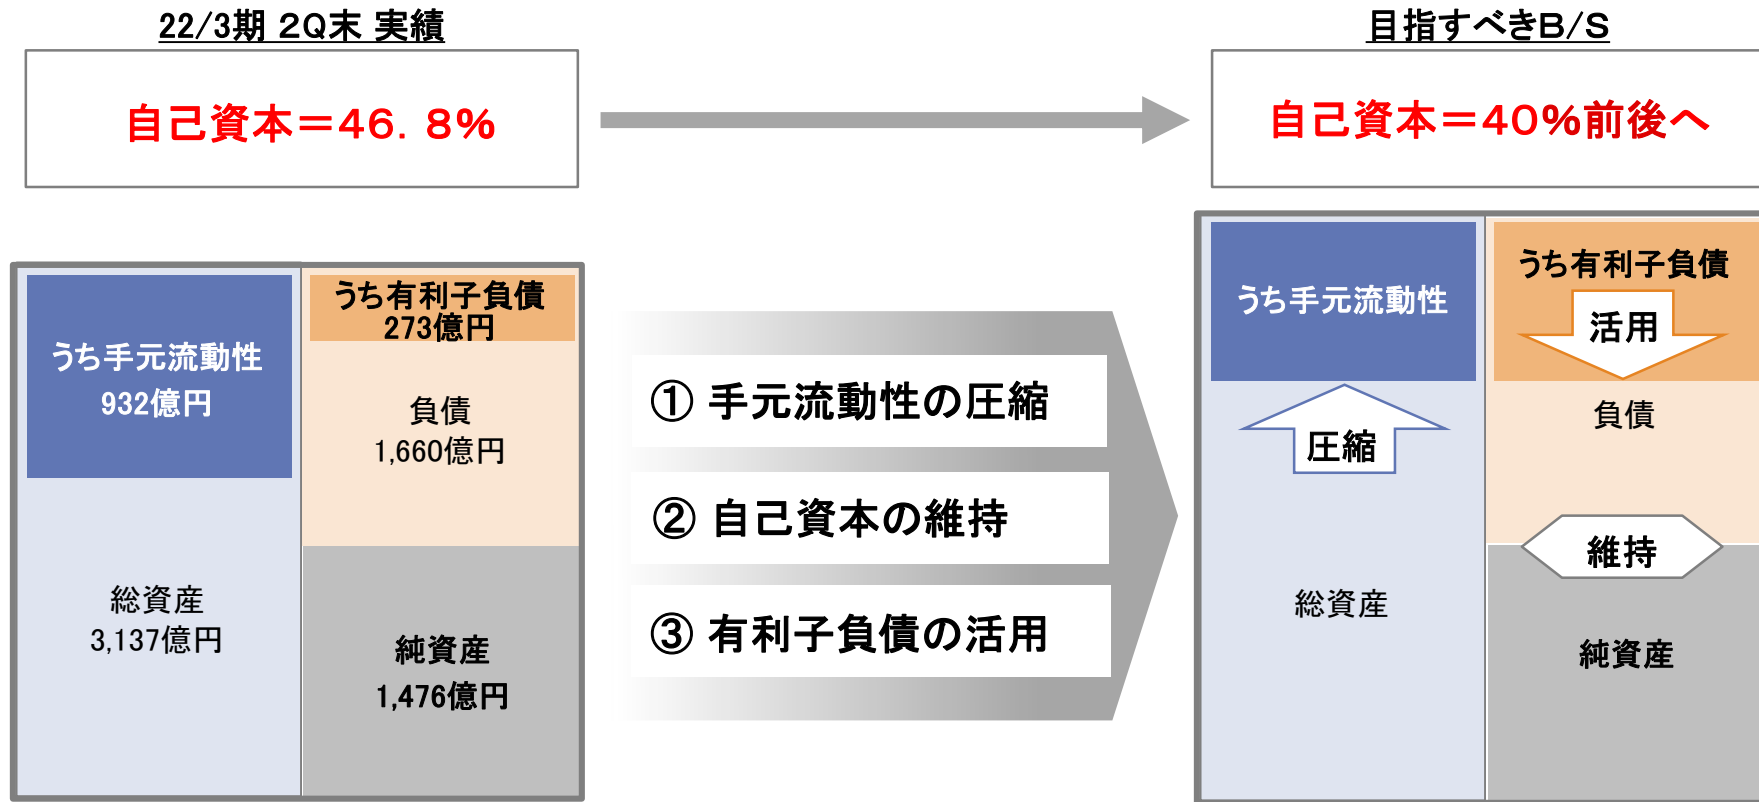 22/3期 2Q末 実績
自己資本＝46．8％
うち手元流動性
932億円
総資産
3,137億円
うち有利子負債
273億円
負債
1,660億円
純資産
1,476億円
① 手元流動性の圧縮
② 自己資本の維持
③ 有利子負債の活用
目指すべきB/S
自己資本＝40％前後へ
うち手元流動性
圧縮
総資産
うち有利子負債
活用
負債
維持
純資産